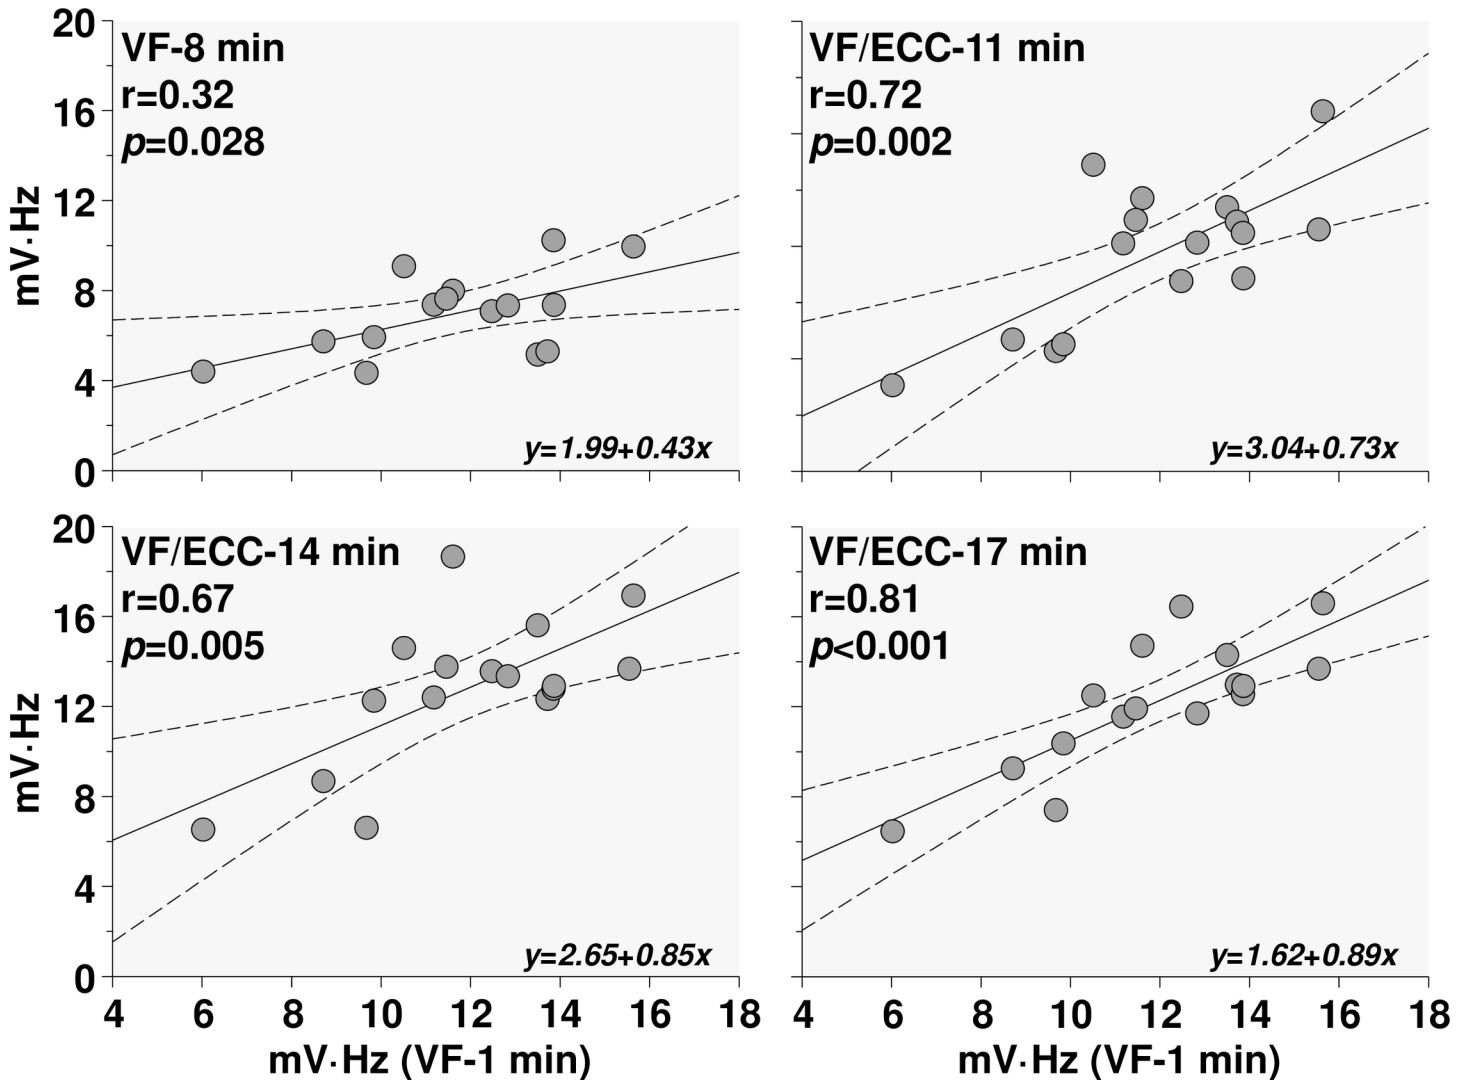 VF-8 min
r=0.32
p=0.028
y=1.99+0.43x
20
16
12
8
4
0
mV·Hz
VF/ECC-11 min
r=0.72
p=0.002
y=3.04+0.73x
VF/ECC-14 min
r=0.67
p=0.005
y=2.65+0.85x
20
16
12
8
4
0
mV·Hz
4 6 8 10 12 14 16 18
mV·Hz (VF-1 min)
VF/ECC-17 min
r=0.81
p<0.001
y=1.62+0.89x
4 6 8 10 12 14 16 18
mV·Hz (VF-1 min)